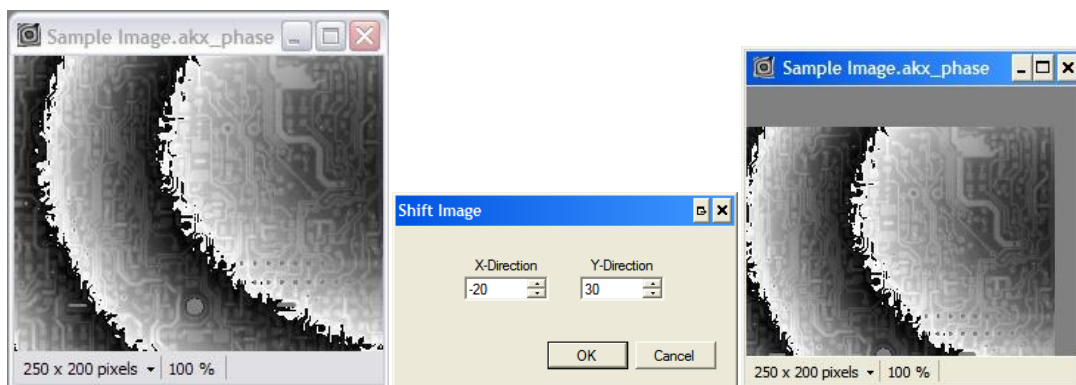 Sample Image.akx_phase
250 x 200 pixels
100 %
Shift Image
X-Direction
Y-Direction
-20
30
OK
Cancel
Sample Image.akx_phase
250 x 200 pixels
100 %